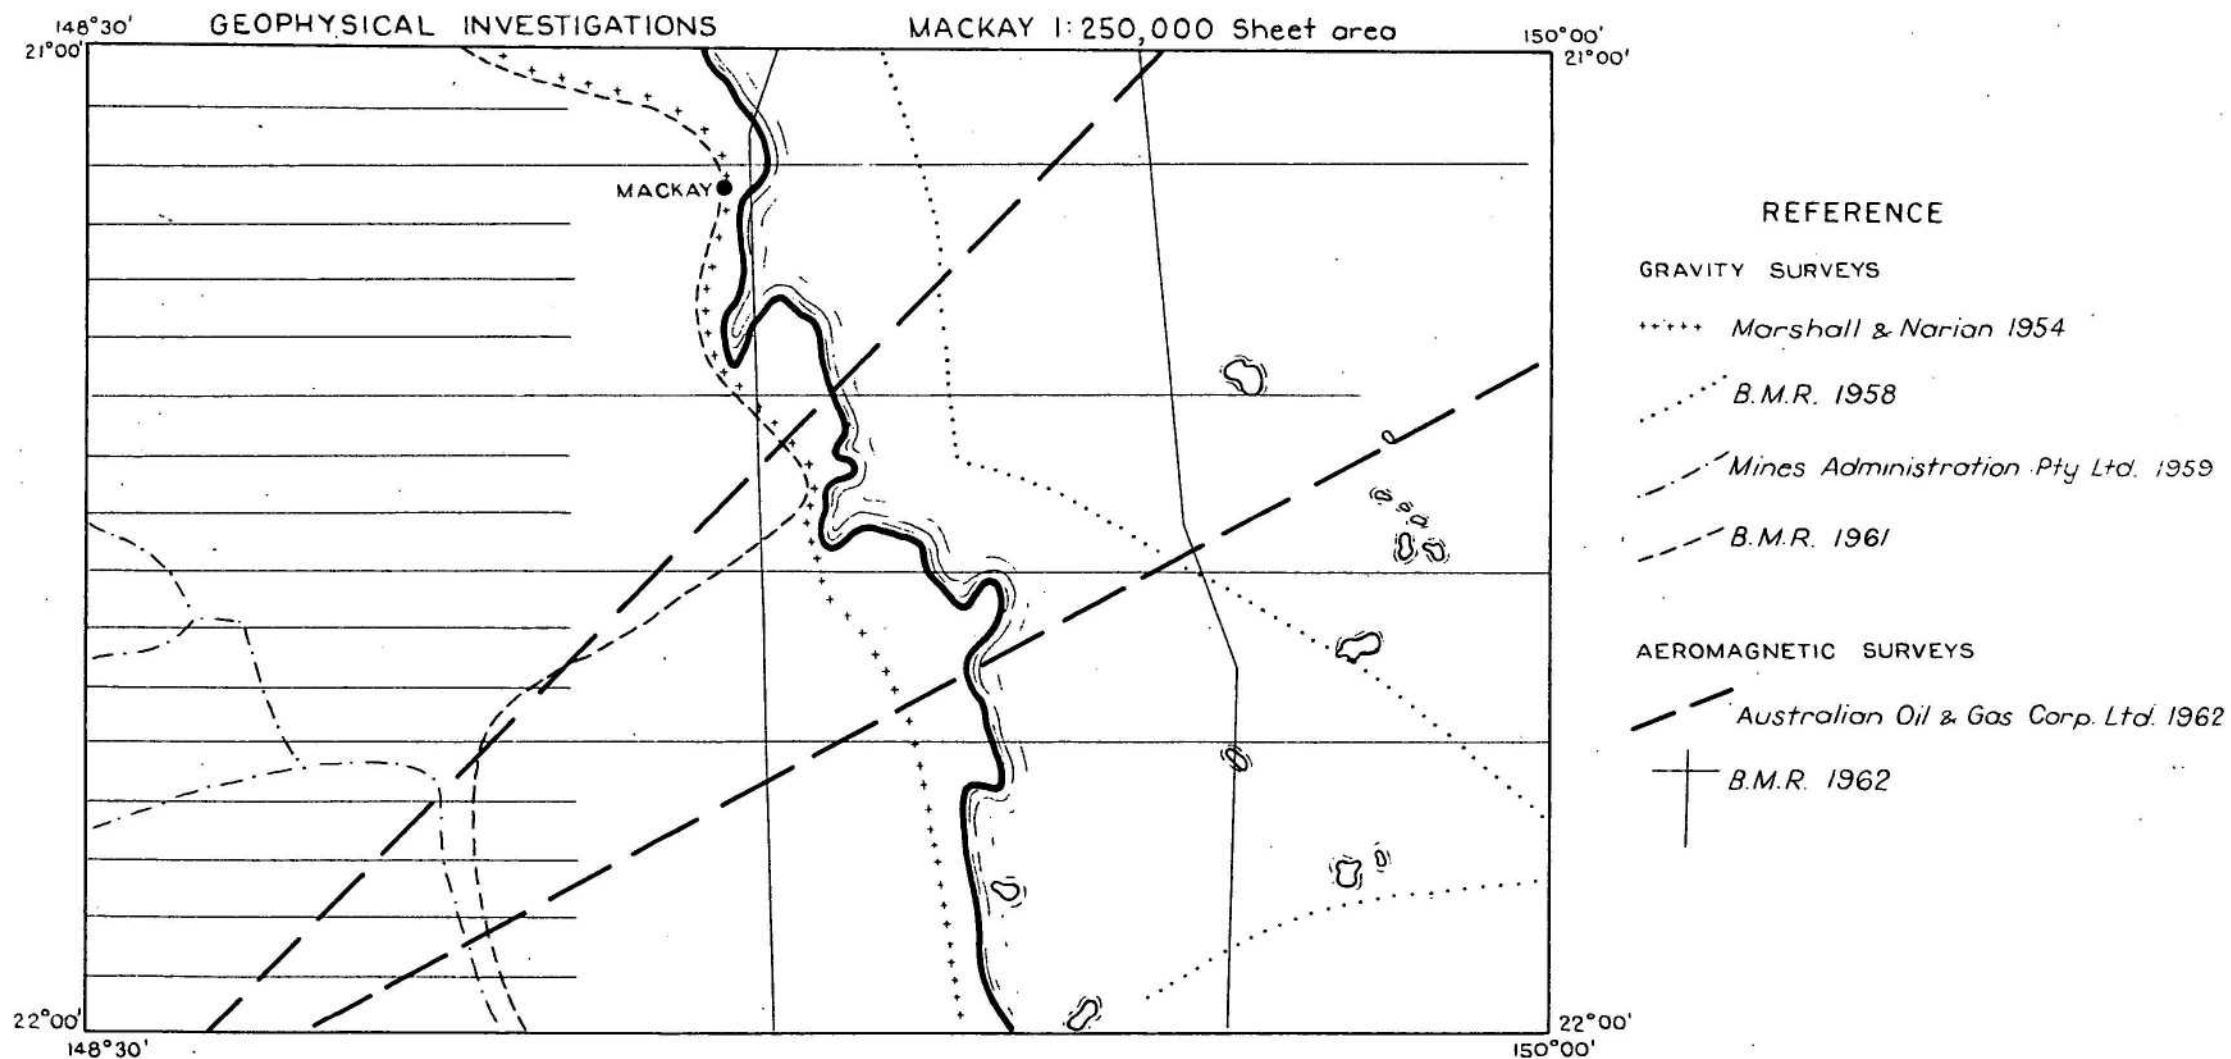 GEOPHYSICAL INVESTIGATIONS MACKAY 1:250,000 Sheet area
148°30' 150°00'
21°00' 21°00'
MACKAY
REFERENCE
GRAVITY SURVEYS
Marshall & Narian 1954
B.M.R. 1958
Mines Administration Pty Ltd. 1959
B.M.R. 1961
AEROMAGNETIC SURVEYS
Australian Oil & Gas Corp. Ltd. 1962
B.M.R. 1962
22°00' 22°00'
148°30' 150°00'